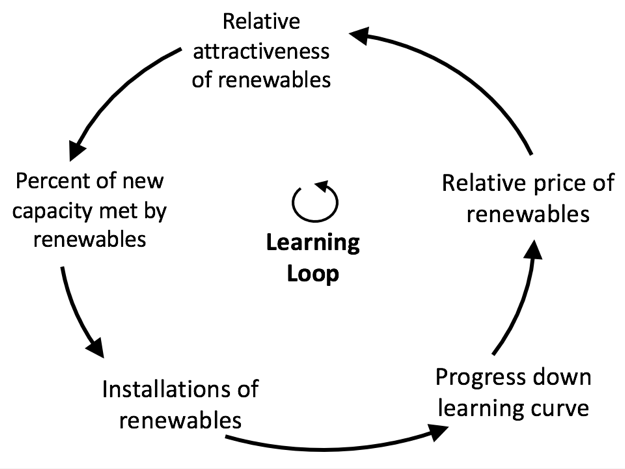 Relative
attractiveness
of renewables
Percent of new
capacity met by
renewables
Relative price of
renewables
Learning
Loop
Installations of
renewables
Progress down
learning curve